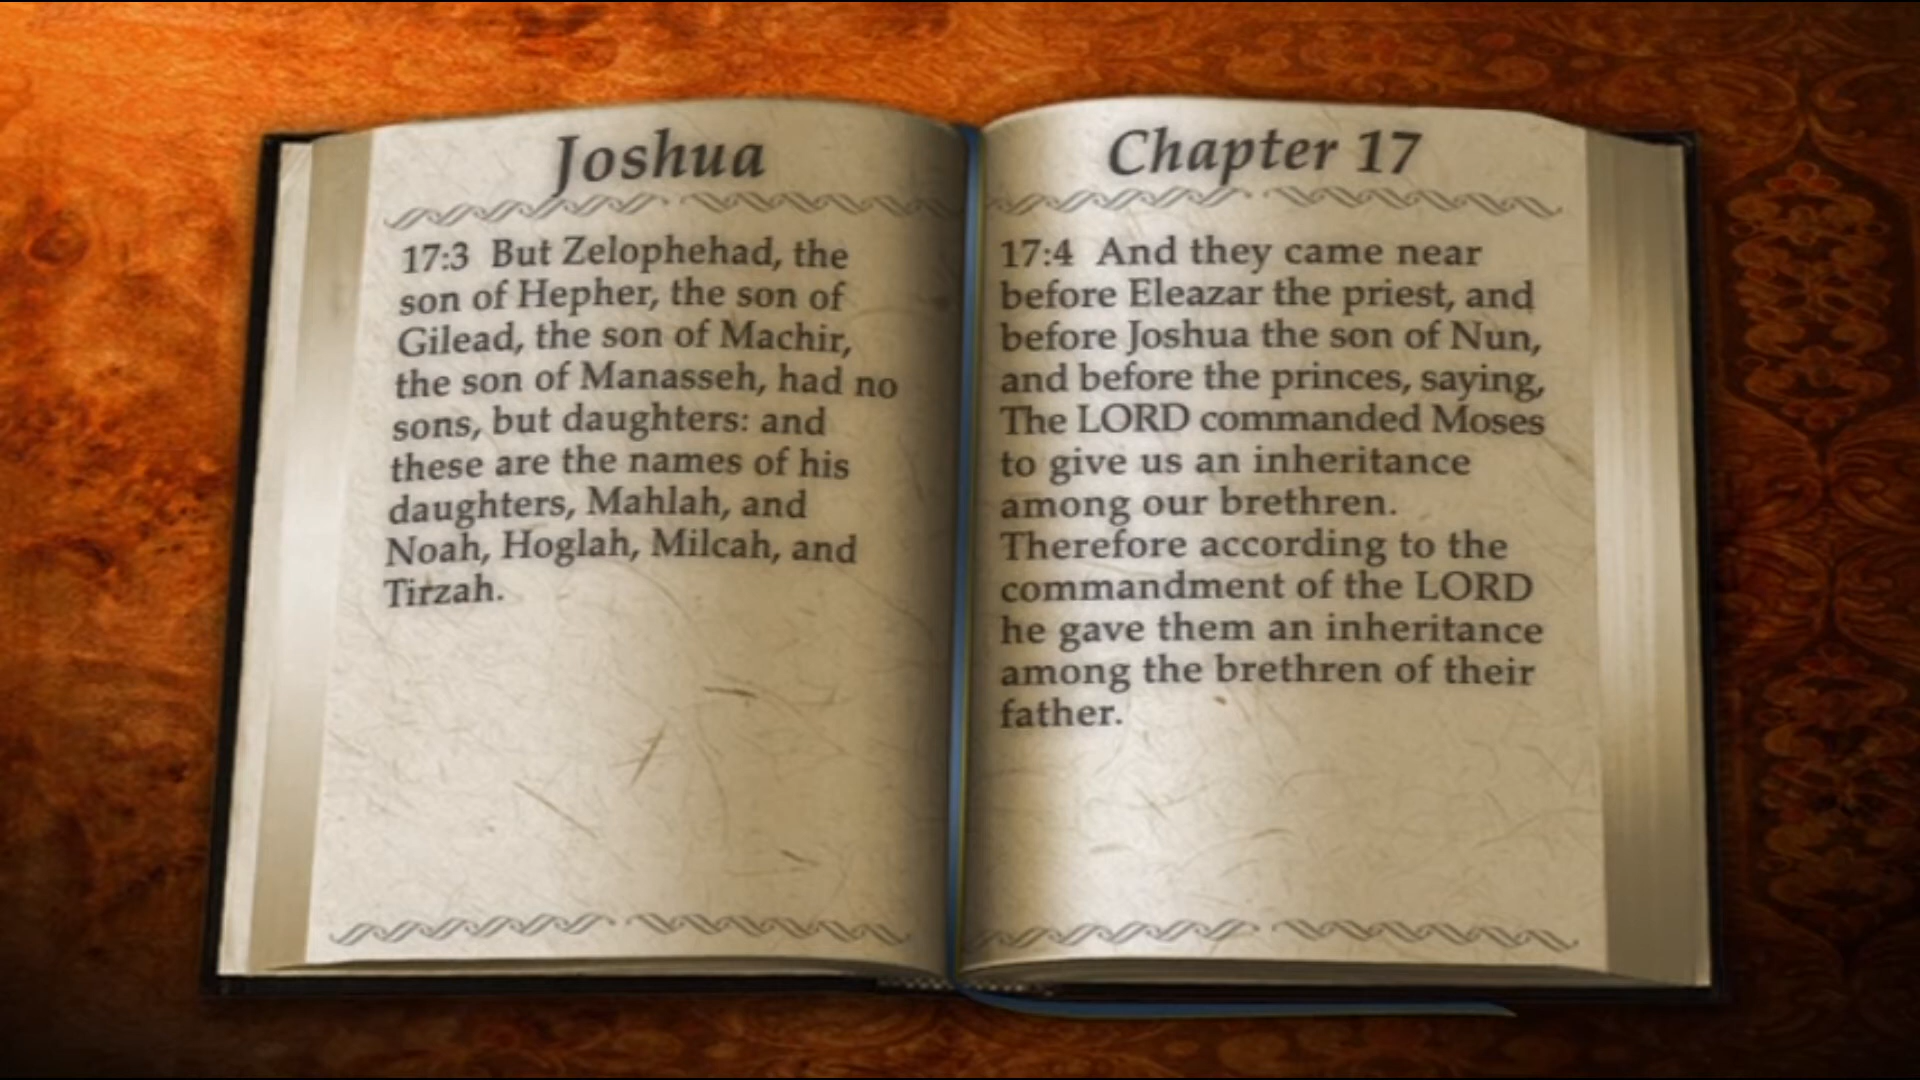 Joshua
17:3 But Zelophehad, the
son of Hepher, the son of
Gilead, the son of Machir,
the son of Manasseh, had no
sons, but daughters: and
these are the names of his
daughters, Mahlah, and
Noah, Hoglah, Milcah, and
Tirzah.
Chapter 17
17:4 And they came near
before Eleazar the priest, and
before Joshua the son of Nun,
and before the princes, saying,
The LORD commanded Moses
to give us an inheritance
among our brethren.
Therefore according to the
commandment of the LORD
he gave them an inheritance
among the brethren of their
father.